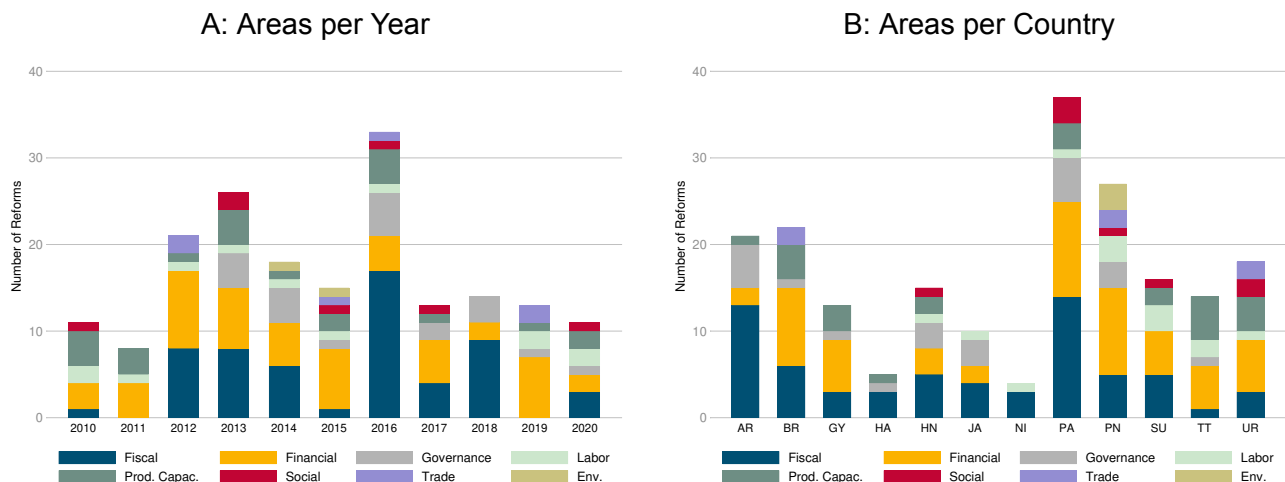 A: Areas per Year
B: Areas per Country
Number of Reforms
40
30
20
10
0
2010 2011 2012 2013 2014 2015 2016 2017 2018 2019 2020
Fiscal Financial Governance Labor
Prod. Capac. Social Trade Env.
Number of Reforms
40
30
20
10
0
AR BR GY HA HN JA NI PA PN SU TT UR
Fiscal Financial Governance Labor
Prod. Capac. Social Trade Env.